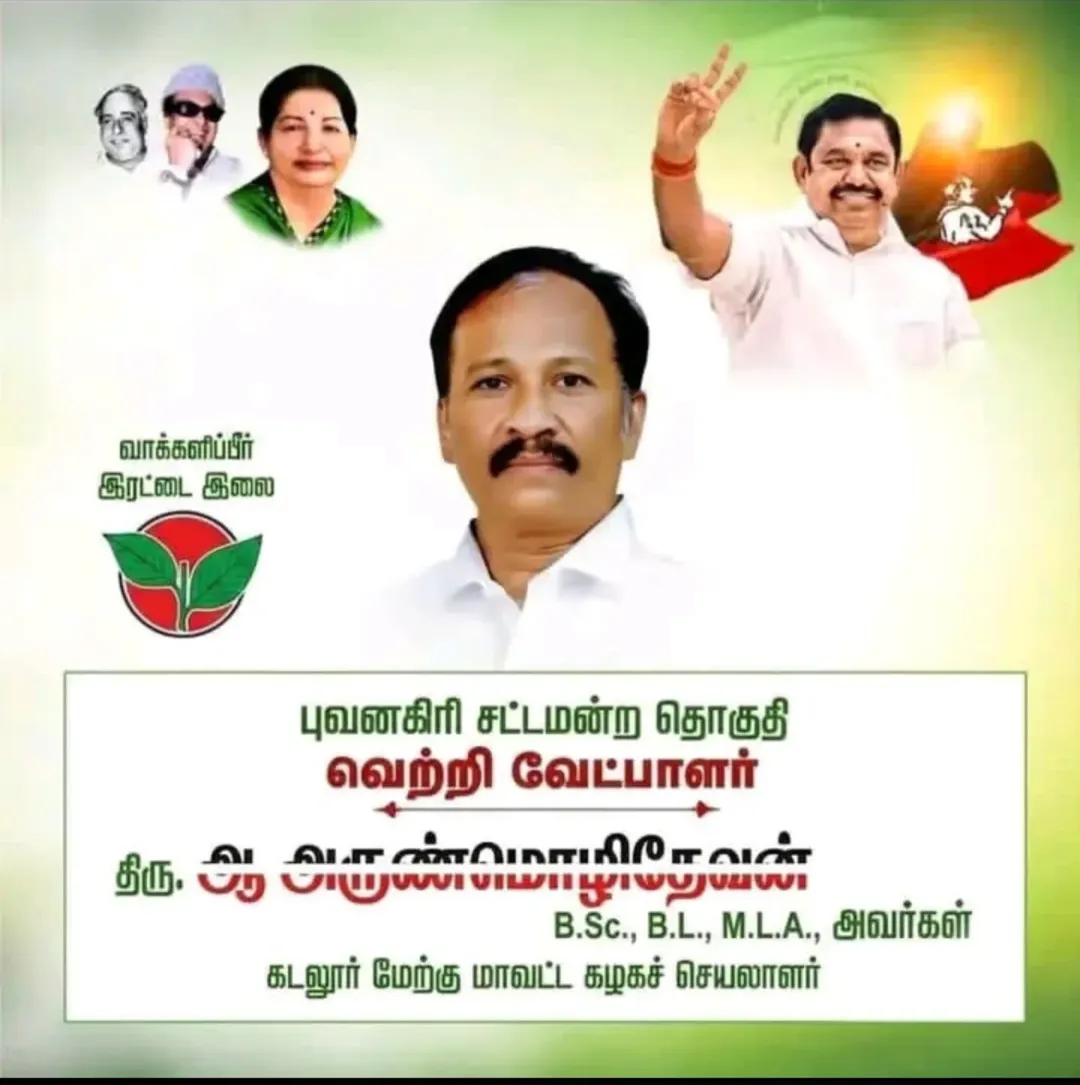 வாக்களிப்பீர்
இரட்டை இலை
புவனகிரி சட்டமன்ற தொகுதி
வெற்றி வேட்பாளர்
திரு. ஆ அருண்மொழிதேவன்
B.Sc., B.L., M.L.A., அவர்கள்
கடலூர் மேற்கு மாவட்ட கழகச் செயலாளர்